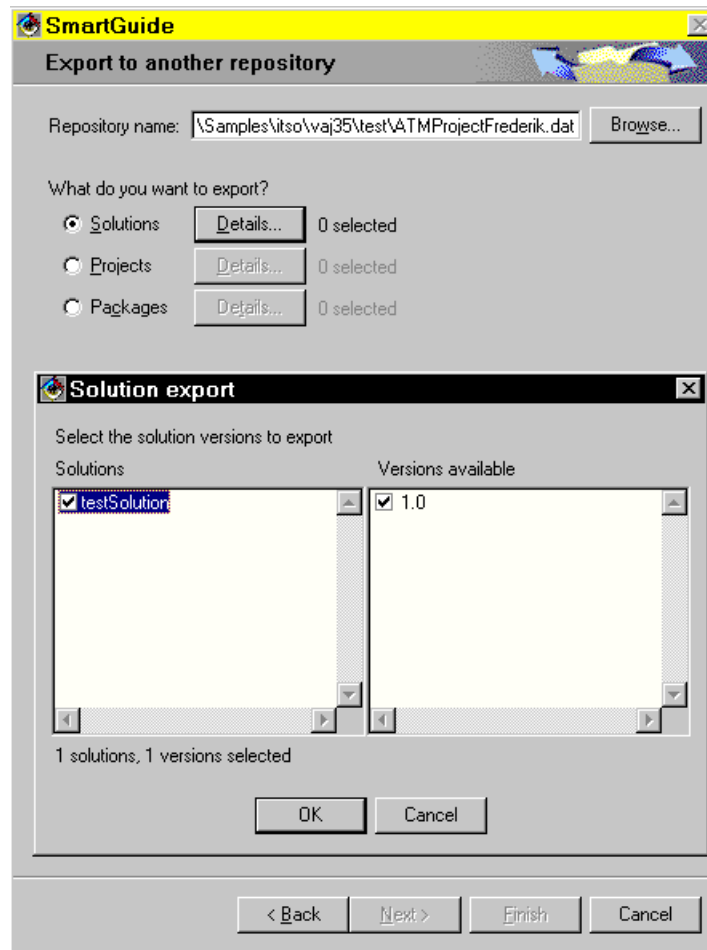 SmartGuide
Export to another repository
Repository name: \Samples\itso\vaj35\test\ATMProjectFrederik.dat Browse...
What do you want to export?
Solutions Details... 0 selected
Projects Details... 0 selected
Packages Details... 0 selected
Solution export
Select the solution versions to export
Solutions Versions available
testSolution 1.0
1 solutions, 1 versions selected
OK Cancel
< Back Next > Finish Cancel